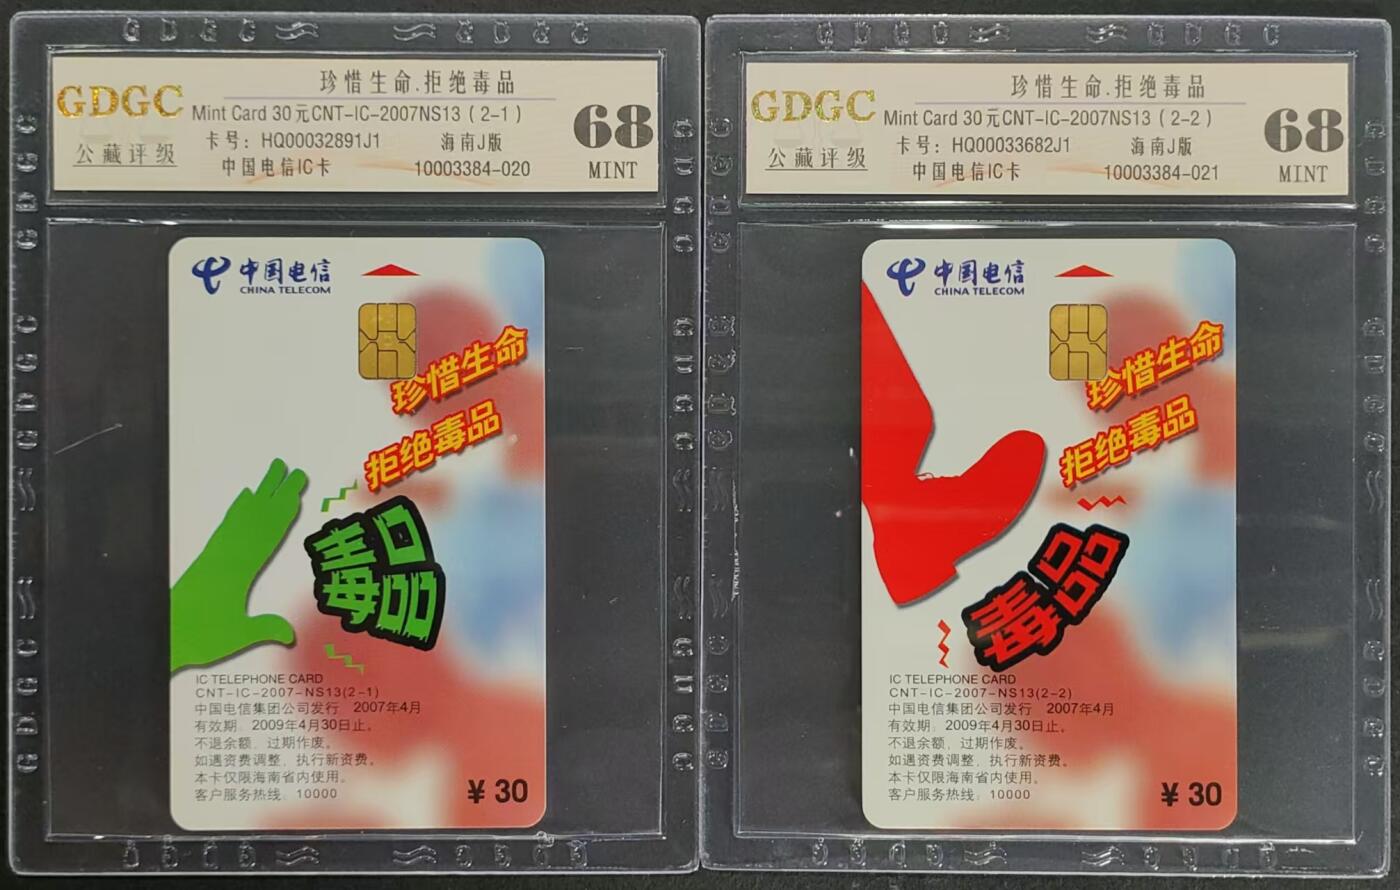 GDGC
公藏评级
珍惜生命.拒绝毒品
Mint Card 30元CNT-IC-2007NS13(2-1)
卡号: HQ00032891J1 海南J版
中国电信IC卡 10003384-020
68
MINT
中国电信
CHINA TELECOM
珍惜生命
拒绝毒品
毒品
IC TELEPHONE CARD
CNT-IC-2007-NS13(2-1)
中国电信集团公司发行 2007年4月
有效期: 2009年4月30日止。
不退余额, 过期作废。
如遇资费调整, 执行新资费。
本卡仅限海南省内使用。
客户服务热线: 10000
¥30
GDGC
公藏评级
珍惜生命.拒绝毒品
Mint Card 30元CNT-IC-2007NS13(2-2)
卡号: HQ00033682J1 海南J版
中国电信IC卡 10003384-021
68
MINT
中国电信
CHINA TELECOM
珍惜生命
拒绝毒品
毒品
IC TELEPHONE CARD
CNT-IC-2007-NS13(2-2)
中国电信集团公司发行 2007年4月
有效期: 2009年4月30日止。
不退余额, 过期作废。
如遇资费调整, 执行新资费。
本卡仅限海南省内使用。
客户服务热线: 10000
¥30